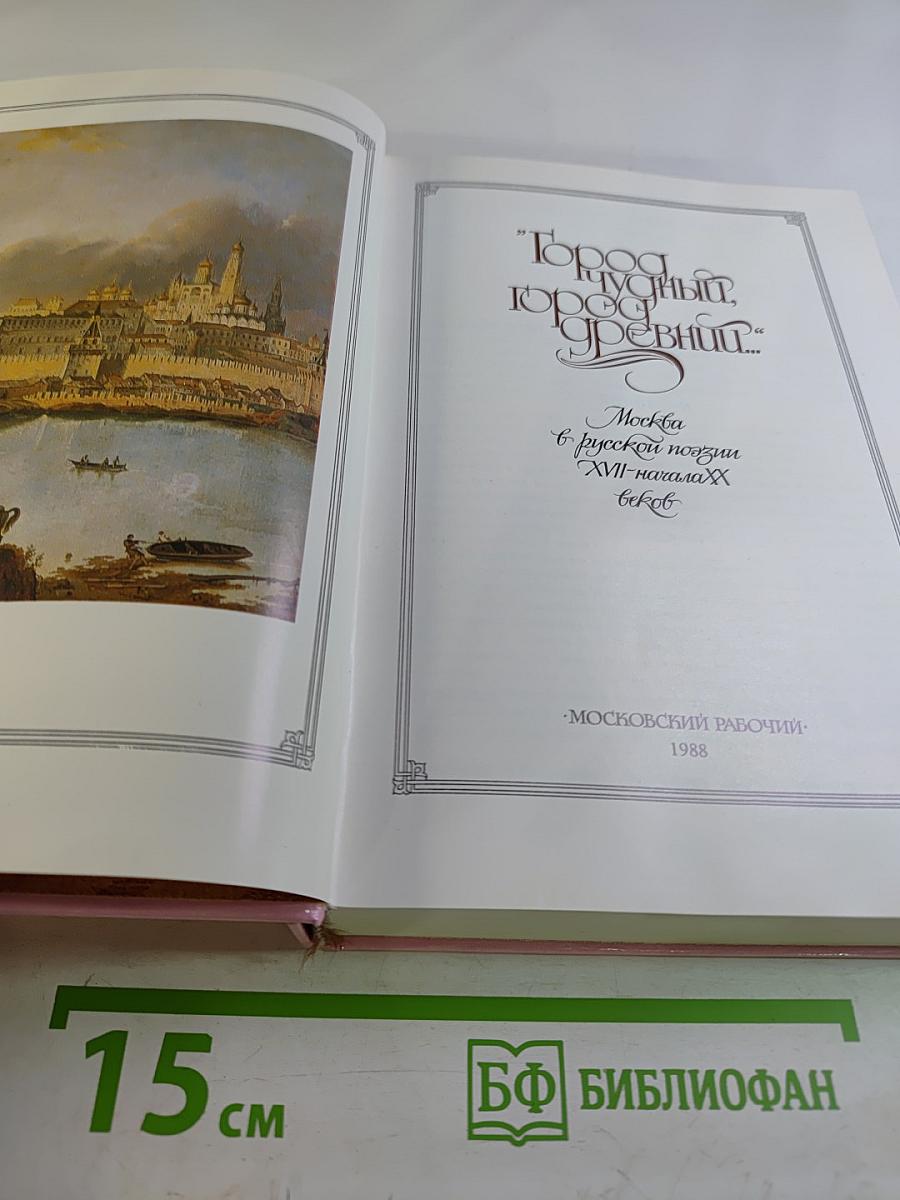 "Город
чудный,
город
древний..."
Москва
в русской поэзии
XVII-начала XX
веков
·МОСКОВСКИЙ РАБОЧИЙ·
1988
15 см
БФ БИБЛИОФАН